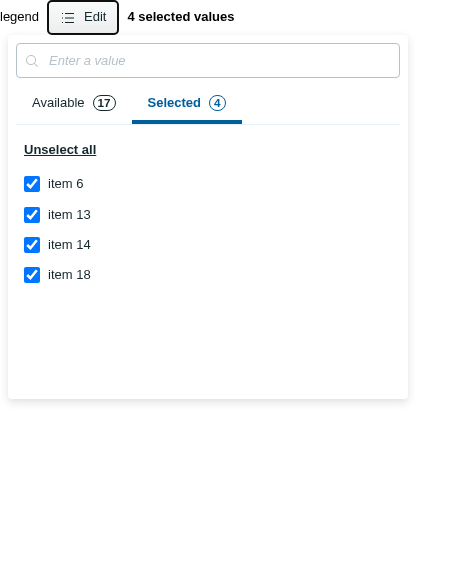 legend Edit 4 selected values
Enter a value
Available 17 Selected 4
Unselect all
item 6
item 13
item 14
item 18